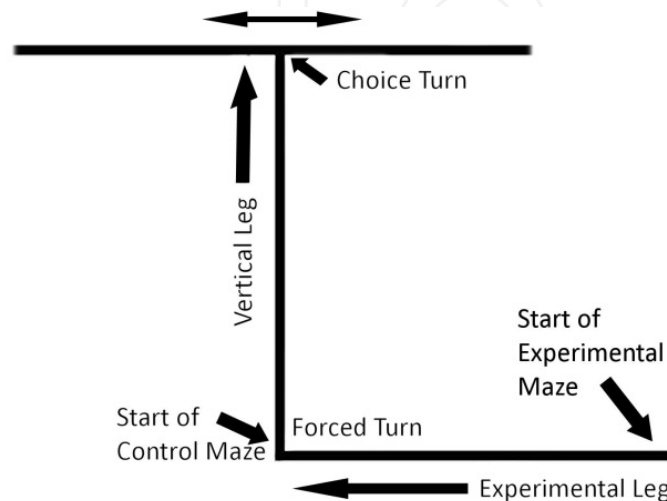 Choice Turn
Vertical Leg
Start of
Experimental
Maze
Start of
Control Maze
Forced Turn
Experimental Leg